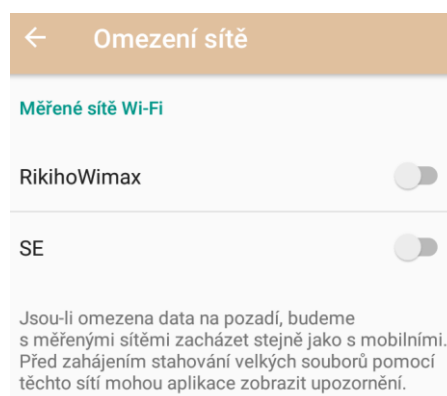 Omezení sítě
Měřené sítě Wi-Fi
RikihoWimax
SE
Jsou-li omezena data na pozadí, budeme
s měřenými sítěmi zacházet stejně jako s mobilními.
Před zahájením stahování velkých souborů pomocí
těchto sítí mohou aplikace zobrazit upozornění.